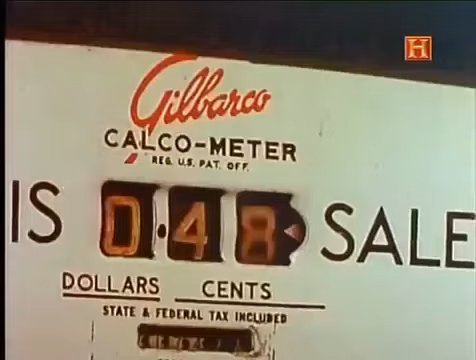 H
Gilbarco
CALCO-METER
REG. U.S. PAT. OFF.
IS 0.48 SALE
DOLLARS CENTS
STATE & FEDERAL TAX INCLUDED